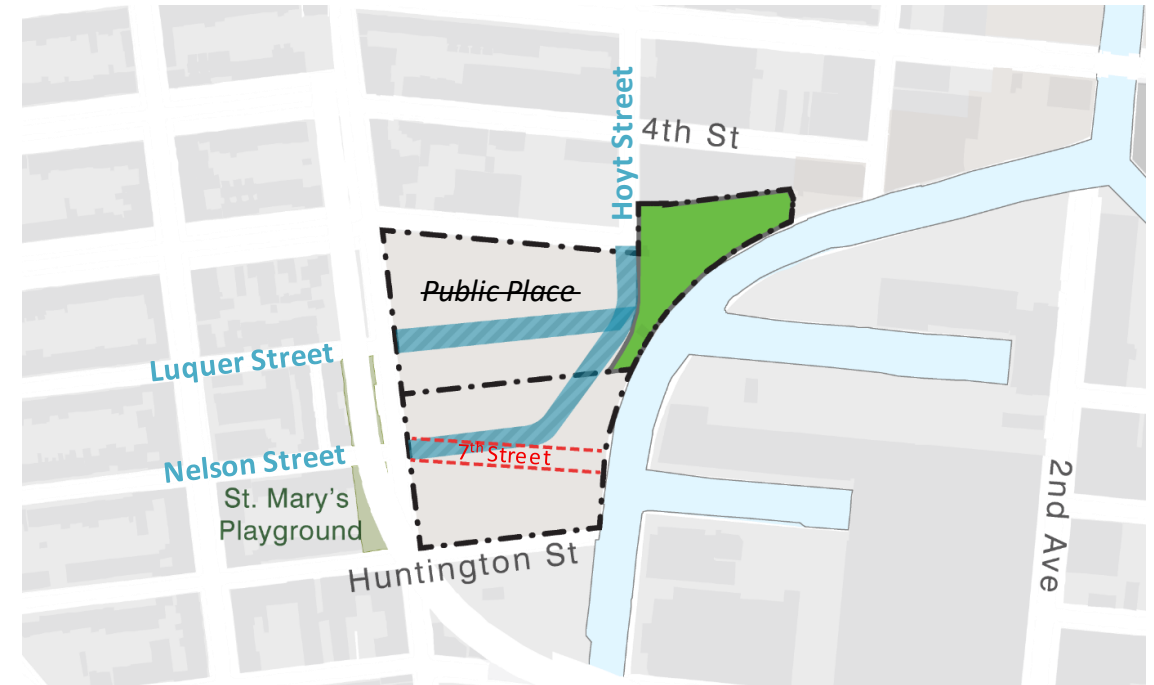 Hoyt Street
4th St
Public Place
Luquer Street
Nelson Street
7th Street
St. Mary's
Playground
Huntington St
2nd Ave